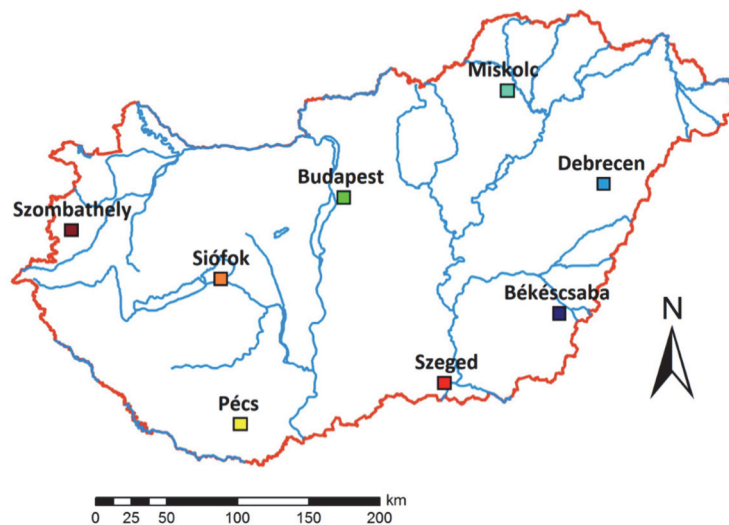 Miskolc
Debrecen
Budapest
Szombathely
Siófok
Békéscsaba
N
Szeged
Pécs
km
0 25 50 100 150 200